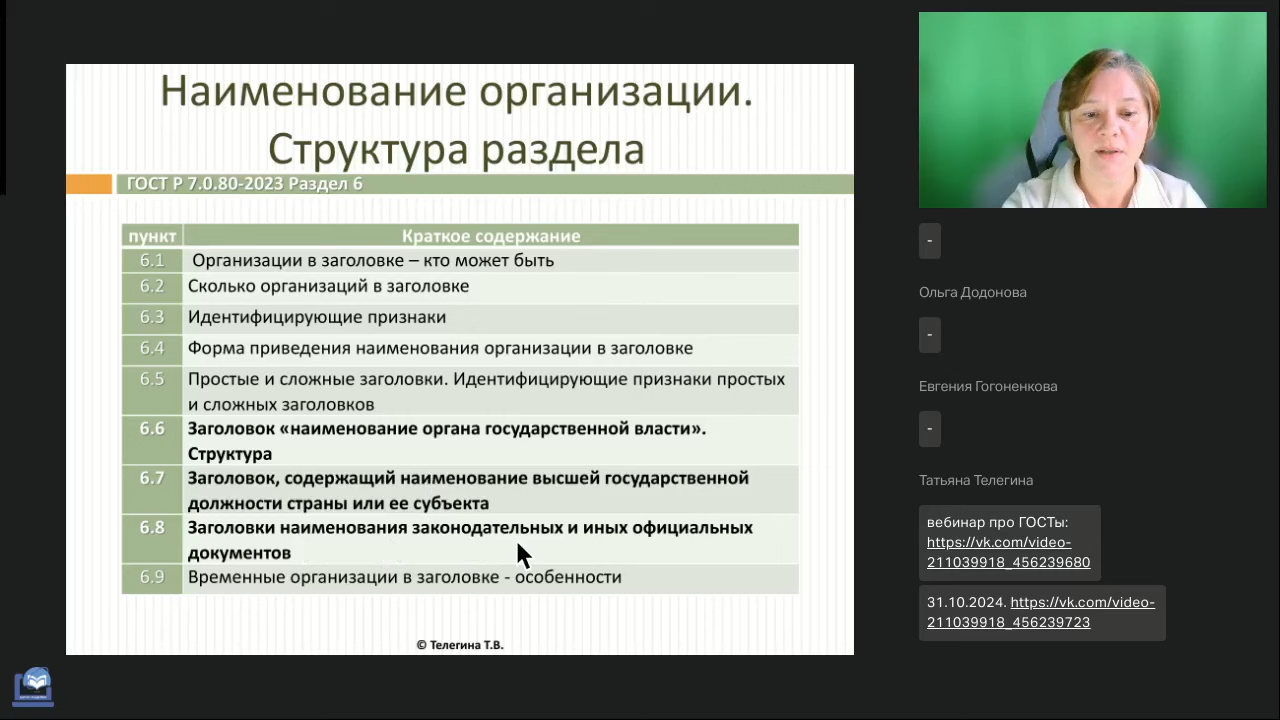 Наименование организации.
Структура раздела
ГОСТ Р 7.0.80-2023 Раздел 6
пункт Краткое содержание
6.1 Организации в заголовке – кто может быть
6.2 Сколько организаций в заголовке
6.3 Идентифицирующие признаки
6.4 Форма приведения наименования организации в заголовке
6.5 Простые и сложные заголовки. Идентифицирующие признаки простых
и сложных заголовков
6.6 Заголовок «наименование органа государственной власти».
Структура
6.7 Заголовок, содержащий наименование высшей государственной
должности страны или ее субъекта
6.8 Заголовки наименования законодательных и иных официальных
документов
6.9 Временные организации в заголовке - особенности
© Телегина Т.В.
-
Ольга Додонова
-
Евгения Гогоненкова
-
Татьяна Телегина
вебинар про ГОСТы:
https://vk.com/video-
211039918_456239680
31.10.2024. https://vk.com/video-
211039918_456239723